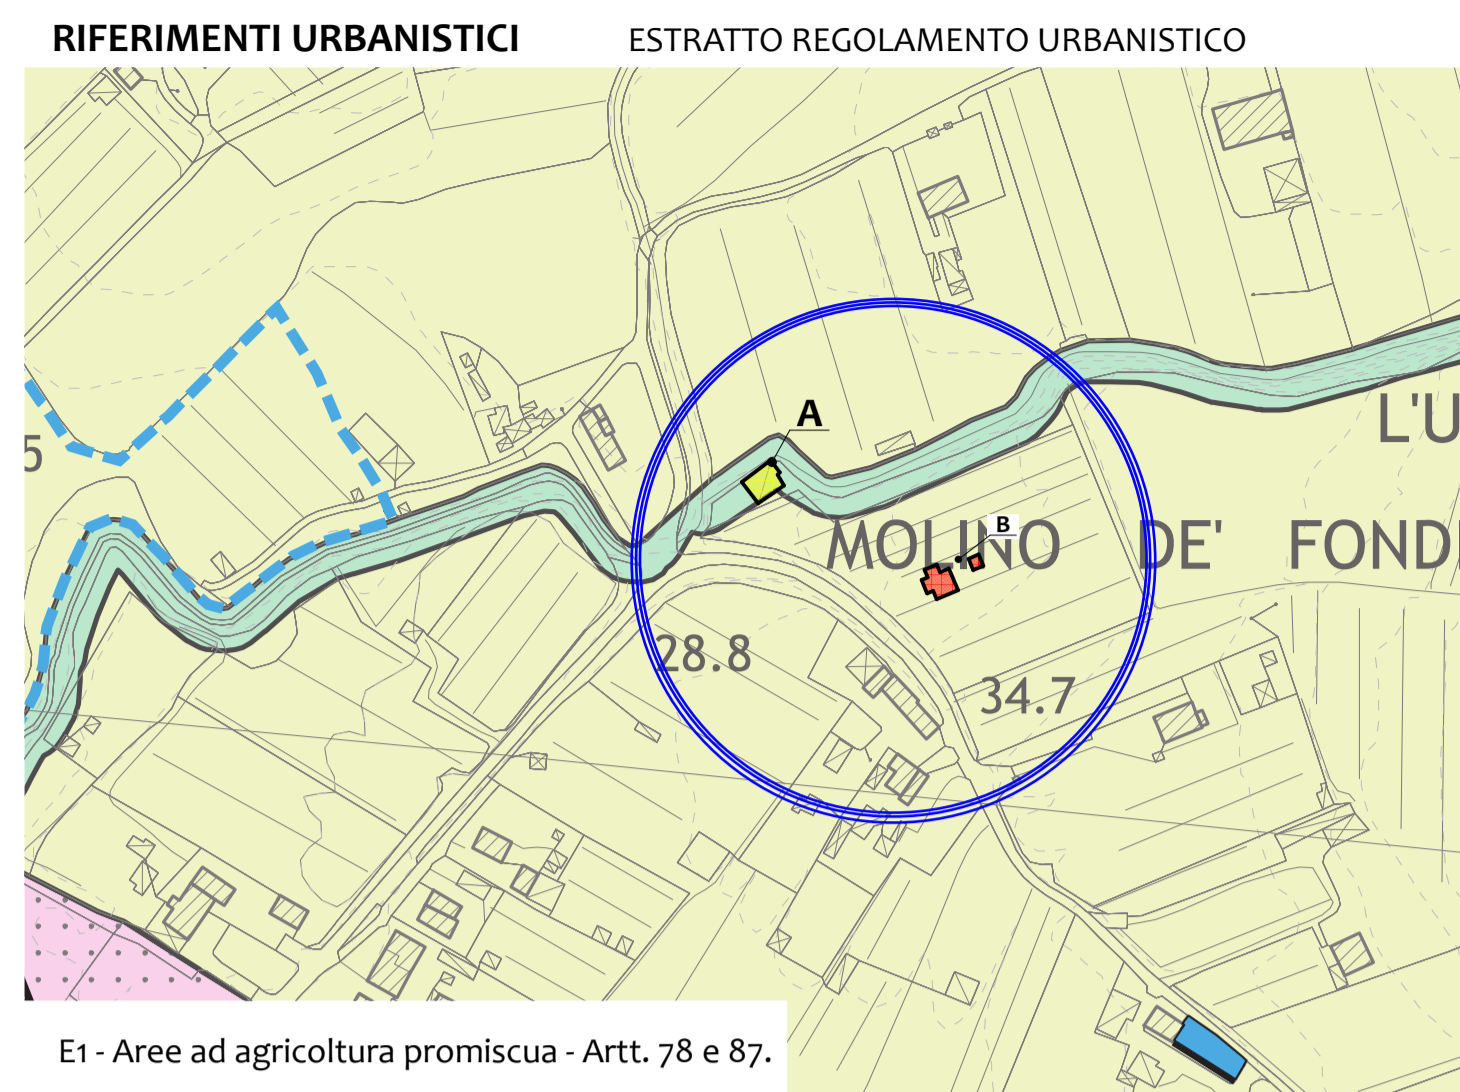 RIFERIMENTI URBANISTICI ESTRATTO REGOLAMENTO URBANISTICO
L'U
A
5
B
MOLINO DE' FONDI
28.8
34.7
E1 - Aree ad agricoltura promiscua - Artt. 78 e 87.